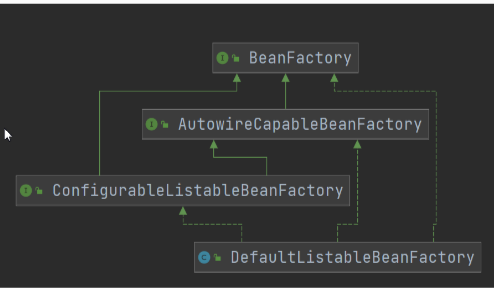 BeanFactory
AutowireCapableBeanFactory
ConfigurableListableBeanFactory
DefaultListableBeanFactory